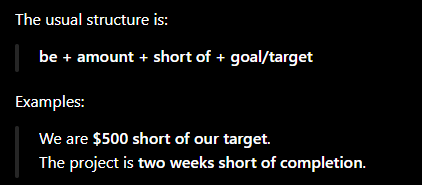 The usual structure is:
be + amount + short of + goal/target
Examples:
We are $500 short of our target.
The project is two weeks short of completion.